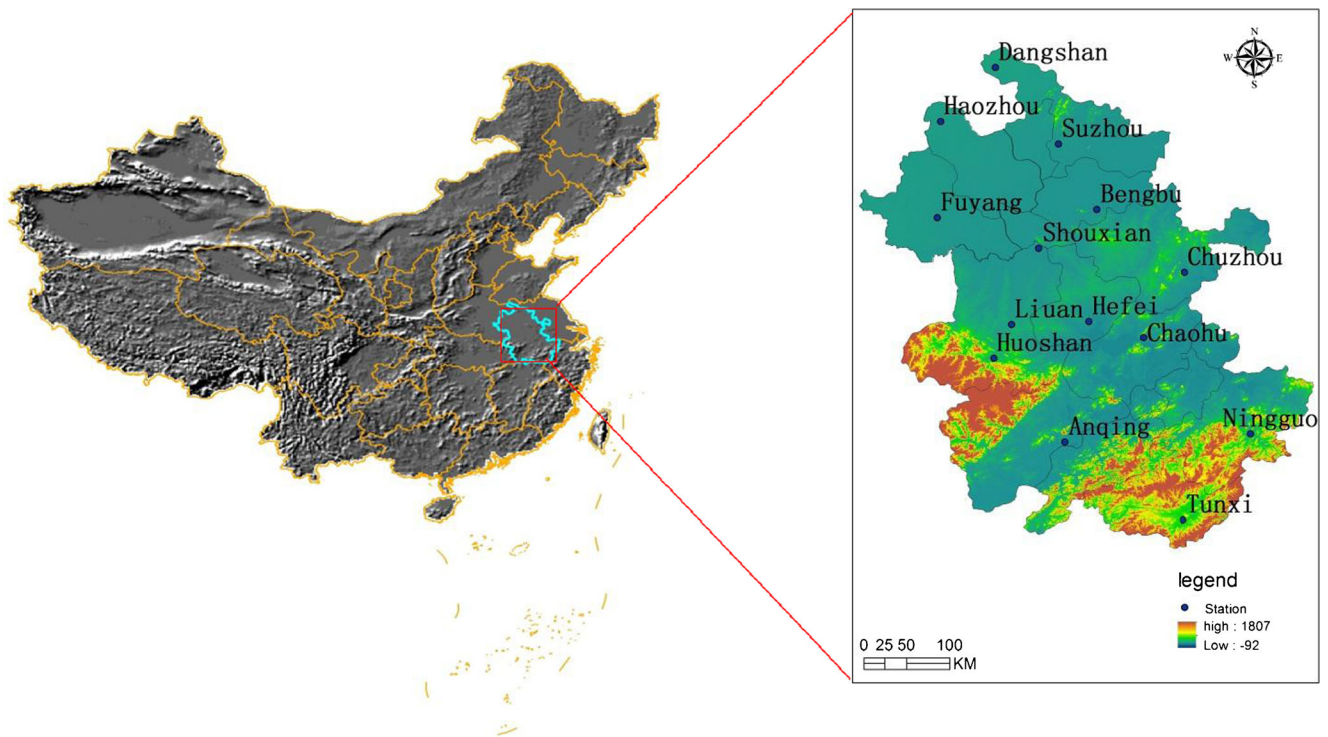 N
W E
S
Dangshan
Haozhou
Suzhou
Fuyang
Bengbu
Shouxian
Chuzhou
Liuan
Hefei
Huoshan
Chaohu
Anqing
Ningguo
Tunxi
legend
Station
high : 1807
Low : -92
0 25 50 100
KM